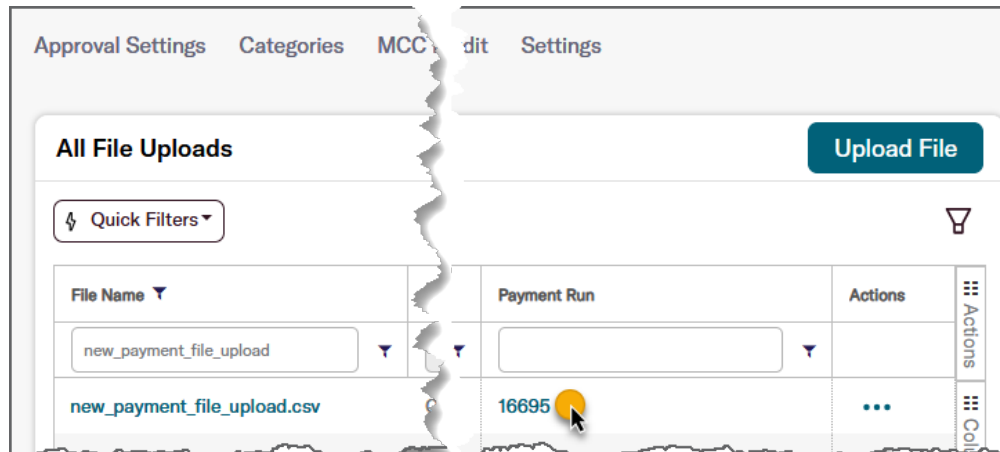 Approval Settings Categories MCC Settings
All File Uploads Upload File
Quick Filters
File Name Payment Run Actions
Actions
new_payment_file_upload
new_payment_file_upload.csv 16695